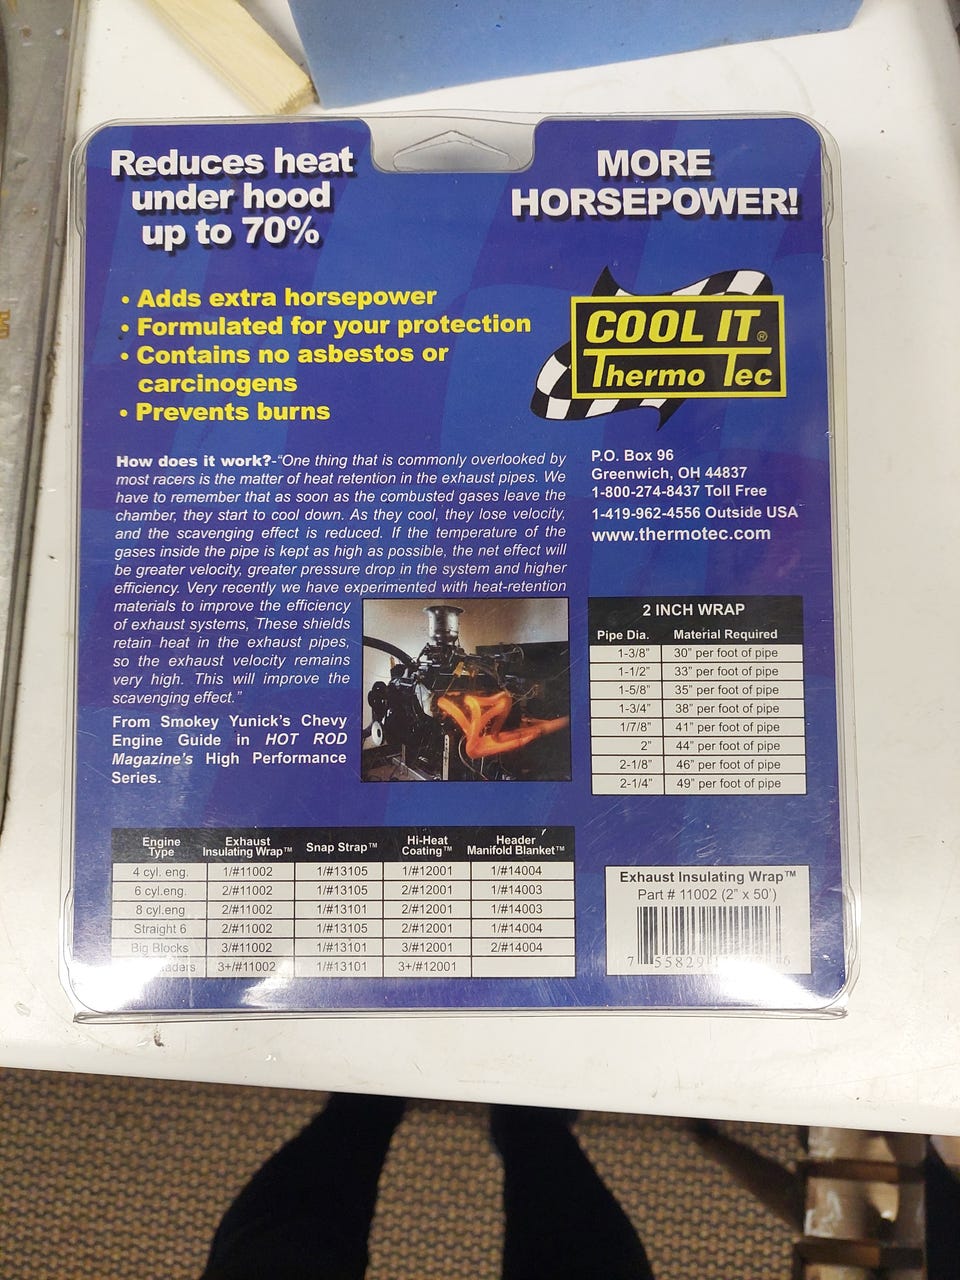 Reduces heat
under hood
up to 70%
MORE
HORSEPOWER!
• Adds extra horsepower
• Formulated for your protection
• Contains no asbestos or
carcinogens
• Prevents burns
COOL IT®
Thermo Tec
How does it work?-"One thing that is commonly overlooked by
most racers is the matter of heat retention in the exhaust pipes. We
have to remember that as soon as the combusted gases leave the
chamber, they start to cool down. As they cool, they lose velocity,
and the scavenging effect is reduced. If the temperature of the
gases inside the pipe is kept as high as possible, the net effect will
be greater velocity, greater pressure drop in the system and higher
efficiency. Very recently we have experimented with heat-retention
materials to improve the efficiency
of exhaust systems, These shields
retain heat in the exhaust pipes,
so the exhaust velocity remains
very high. This will improve the
scavenging effect."
From Smokey Yunick's Chevy
Engine Guide in HOT ROD
Magazine's High Performance
Series.
P.O. Box 96
Greenwich, OH 44837
1-800-274-8437 Toll Free
1-419-962-4556 Outside USA
www.thermotec.com
2 INCH WRAP
Pipe Dia. Material Required
1-3/8" 30" per foot of pipe
1-1/2" 33" per foot of pipe
1-5/8" 35" per foot of pipe
1-3/4" 38" per foot of pipe
1/7/8" 41" per foot of pipe
2" 44" per foot of pipe
2-1/8" 46" per foot of pipe
2-1/4" 49" per foot of pipe
Engine Type Exhaust Insulating Wrap™ Snap Strap™ Hi-Heat Coating™ Header Manifold Blanket™
4 cyl. eng. 1/#11002 1/#13105 1/#12001 1/#14004
6 cyl.eng. 2/#11002 1/#13105 2/#12001 1/#14003
8 cyl.eng 2/#11002 1/#13101 2/#12001 1/#14003
Straight 6 2/#11002 1/#13105 2/#12001 1/#14004
Big Blocks 3/#11002 1/#13101 3/#12001 2/#14004
3+/#11002 1/#13101 3+/#12001
Exhaust Insulating Wrap™
Part # 11002 (2" x 50')
7 55829 6